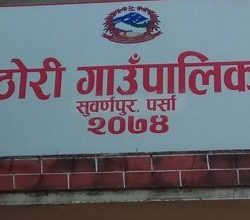 ठोरी गाउँपालिका
सुवर्णपुर, पर्सा
२०७४